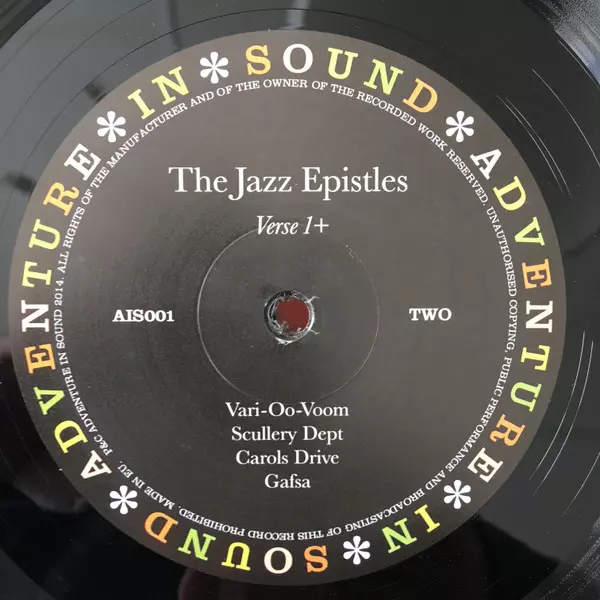 ADVENTURE * IN * SOUND * ADVENTURE * IN * SOUND *
P&C ADVENTURE IN SOUND 2014. ALL RIGHTS OF THE MANUFACTURER AND OF THE OWNER OF THE RECORDED WORK RESERVED. UNAUTHORISED COPYING, PUBLIC PERFORMANCE AND BROADCASTING OF THIS RECORD PROHIBITED. MADE IN EU.
The Jazz Epistles
Verse 1+
AIS001
TWO
Vari-Oo-Voom
Scullery Dept
Carols Drive
Gafsa